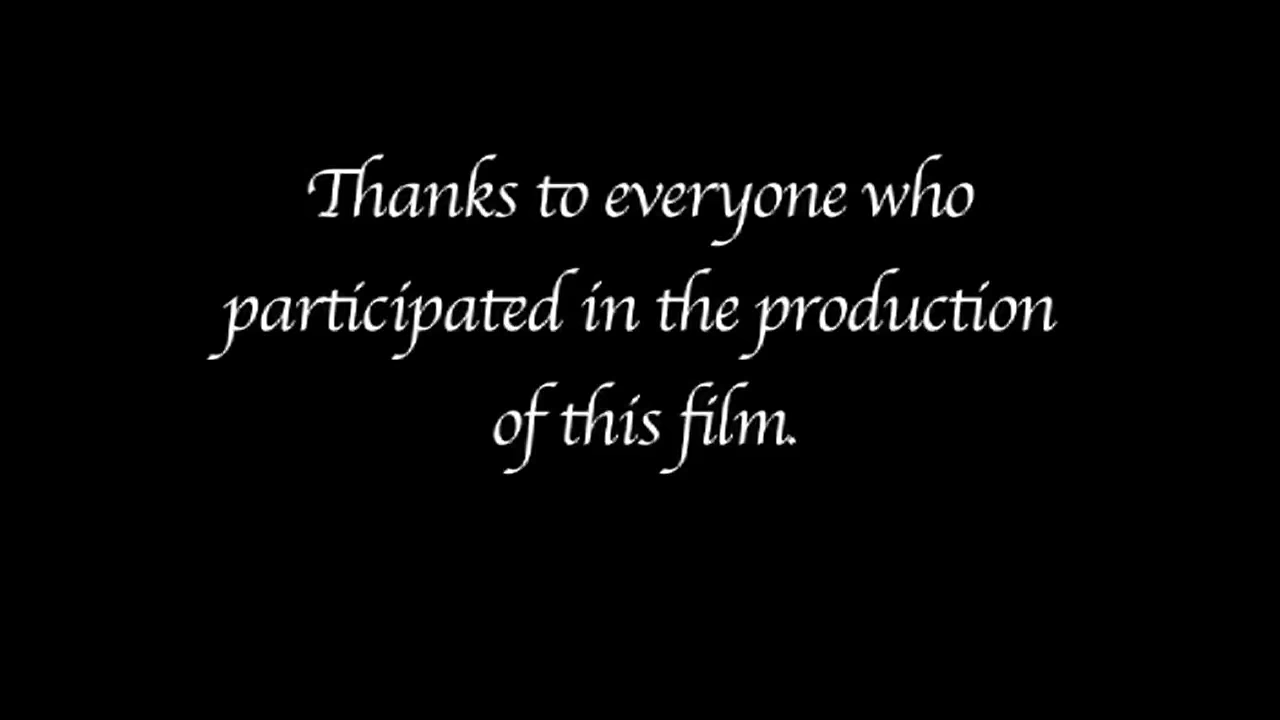 Thanks to everyone who
participated in the production
of this film.